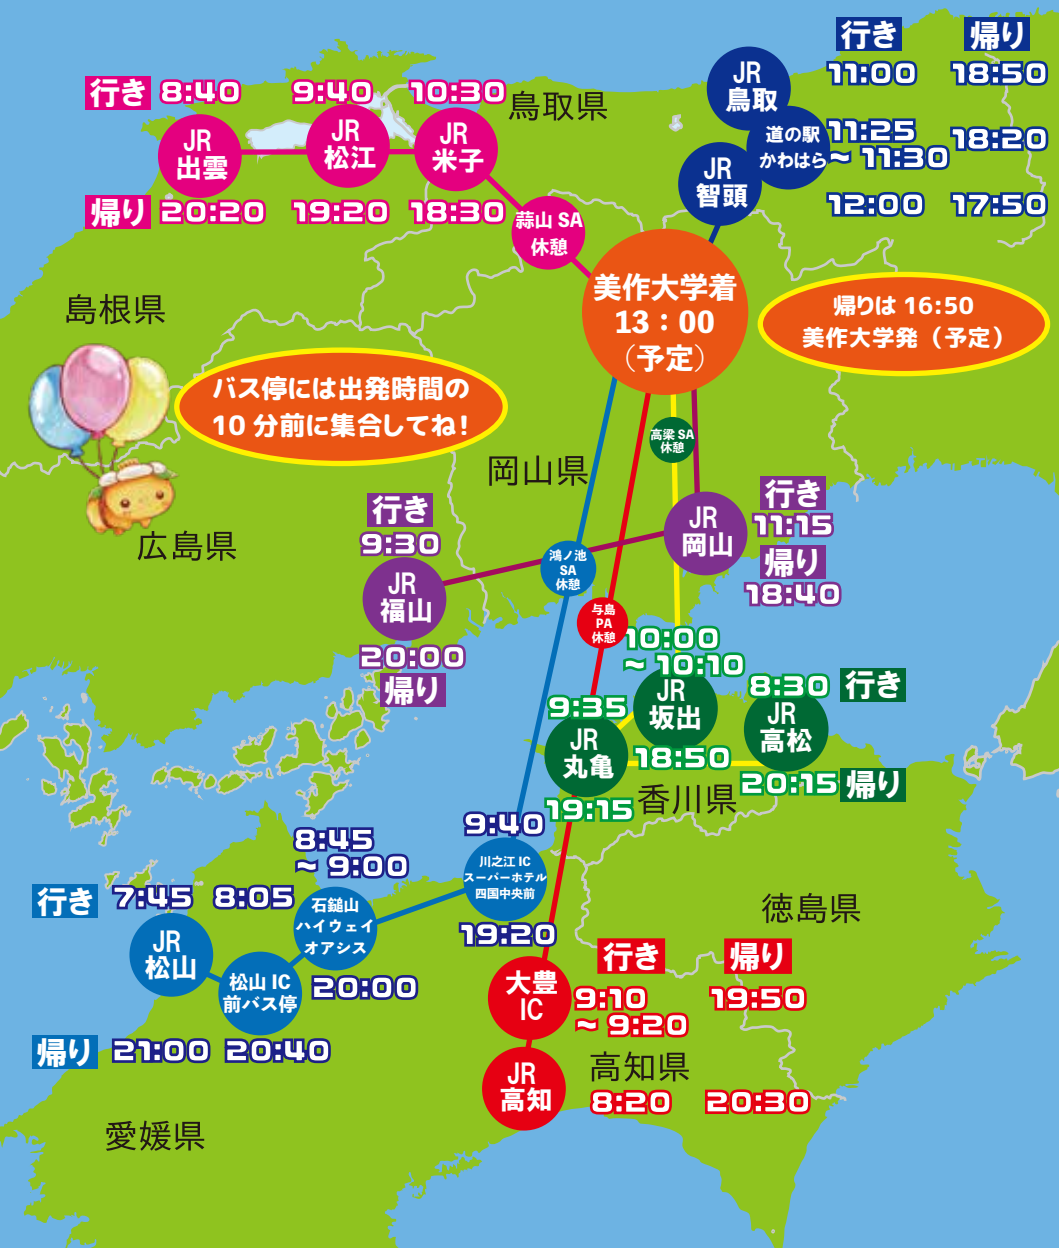 行き 8:40 9:40 10:30
JR
出雲
JR
松江
JR
米子
帰り 20:20 19:20 18:30
蒜山 SA
休憩
鳥取県
行き 帰り
JR
鳥取
11:00 18:50
道の駅
かわはら
11:25
~ 11:30
18:20
JR
智頭
12:00 17:50
美作大学着
13：00
（予定）
帰りは 16:50
美作大学発（予定）
島根県
バス停には出発時間の
10 分前に集合してね！
広島県
岡山県
高梁 SA
休憩
行き
9:30
JR
福山
20:00
帰り
JR
岡山
行き
11:15
帰り
18:40
鴻ノ池
SA
休憩
与島
PA
休憩
10:00
~ 10:10
JR
坂出
18:50
8:30 行き
JR
高松
20:15 帰り
9:35
JR
丸亀
19:15
香川県
9:40
川之江 IC
スーパーホテル
四国中央前
19:20
8:45
~ 9:00
石鎚山
ハイウェイ
オアシス
20:00
行き 7:45 8:05
JR
松山
松山 IC
前バス停
帰り 21:00 20:40
徳島県
行き 帰り
大豊
IC
9:10
~ 9:20
19:50
高知県
JR
高知
8:20 20:30
愛媛県